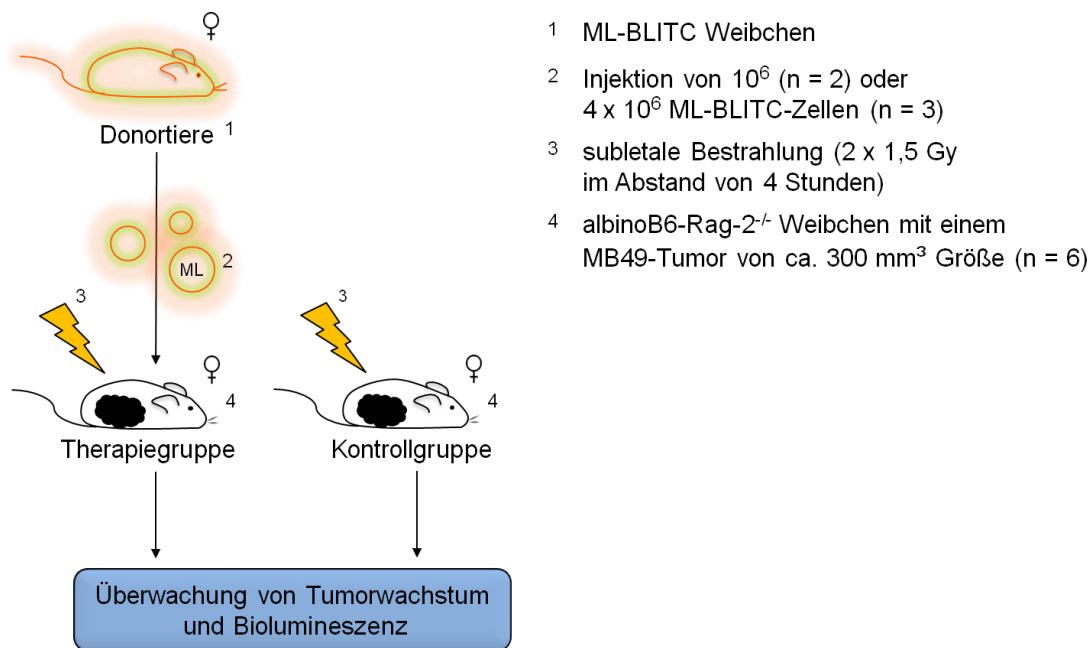 ♀
Donortiere ¹
ML ²
³
³
♀
♀
⁴
⁴
Therapiegruppe
Kontrollgruppe
Überwachung von Tumorwachstum
und Biolumineszenz
¹ ML-BLITC Weibchen
² Injektion von 10⁶ (n = 2) oder
4 x 10⁶ ML-BLITC-Zellen (n = 3)
³ subletale Bestrahlung (2 x 1,5 Gy
im Abstand von 4 Stunden)
⁴ albinoB6-Rag-2⁻/⁻ Weibchen mit einem
MB49-Tumor von ca. 300 mm³ Größe (n = 6)